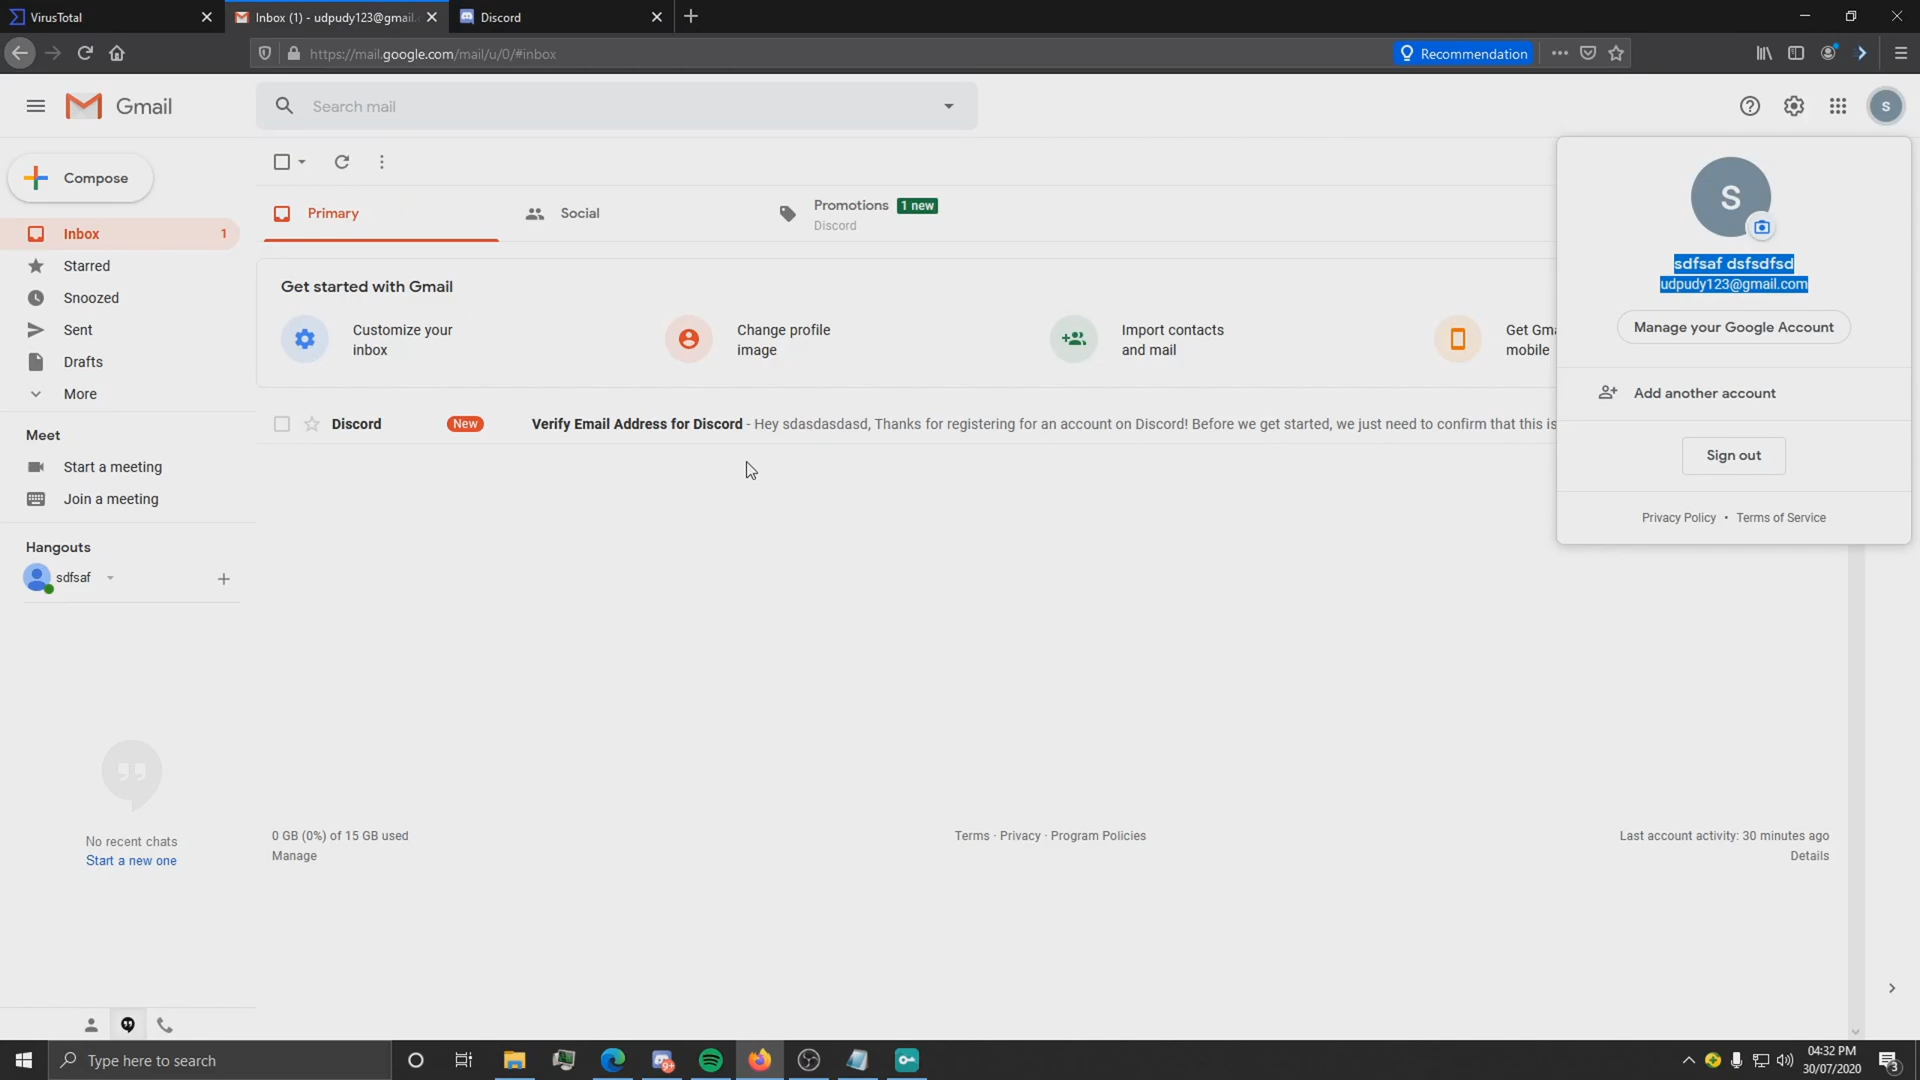 VirusTotal
Inbox (1) - udpudy123@gmail.
Discord
https://mail.google.com/mail/u/0/#inbox
Recommendation
Gmail
Search mail
S
Compose
Primary
Social
Promotions 1 new
Discord
S
sdfsaf dsfsdfsd
udpudy123@gmail.com
Manage your Google Account
Add another account
Sign out
Privacy Policy • Terms of Service
Inbox 1
Starred
Snoozed
Sent
Drafts
More
Get started with Gmail
Customize your
inbox
Change profile
image
Import contacts
and mail
Get Gma
mobile
Discord New Verify Email Address for Discord - Hey sdasdasdasd, Thanks for registering for an account on Discord! Before we get started, we just need to confirm that this is
Meet
Start a meeting
Join a meeting
Hangouts
sdfsaf
No recent chats
Start a new one
0 GB (0%) of 15 GB used
Manage
Terms · Privacy · Program Policies
Last account activity: 30 minutes ago
Details
Type here to search
9+
04:32 PM
30/07/2020
3